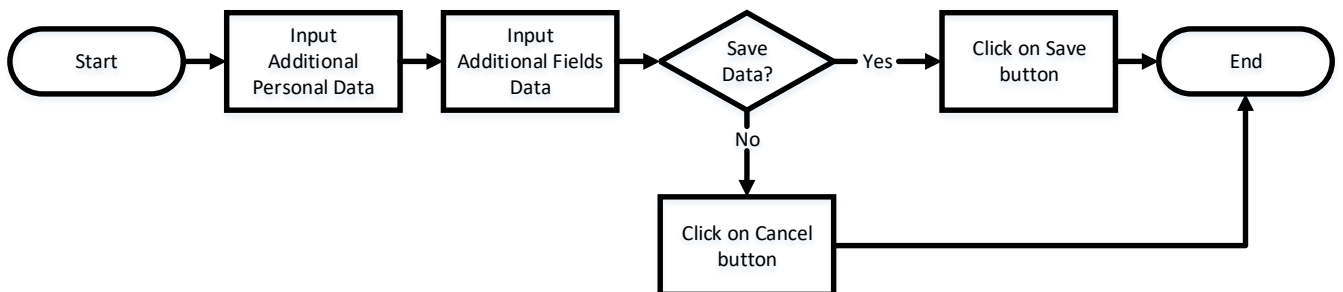 Start
Input
Additional
Personal Data
Input
Additional Fields
Data
Save
Data?
Yes
Click on Save
button
End
No
Click on Cancel
button